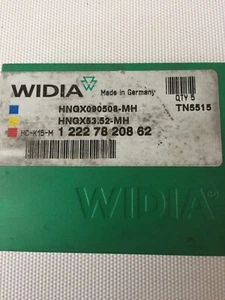 WIDIA
Made in Germany
QTY 5
HNGX090508-MH
TN5515
HNGX53.52-MH
HC-K15-M 1 222 78 208 62
WIDIA